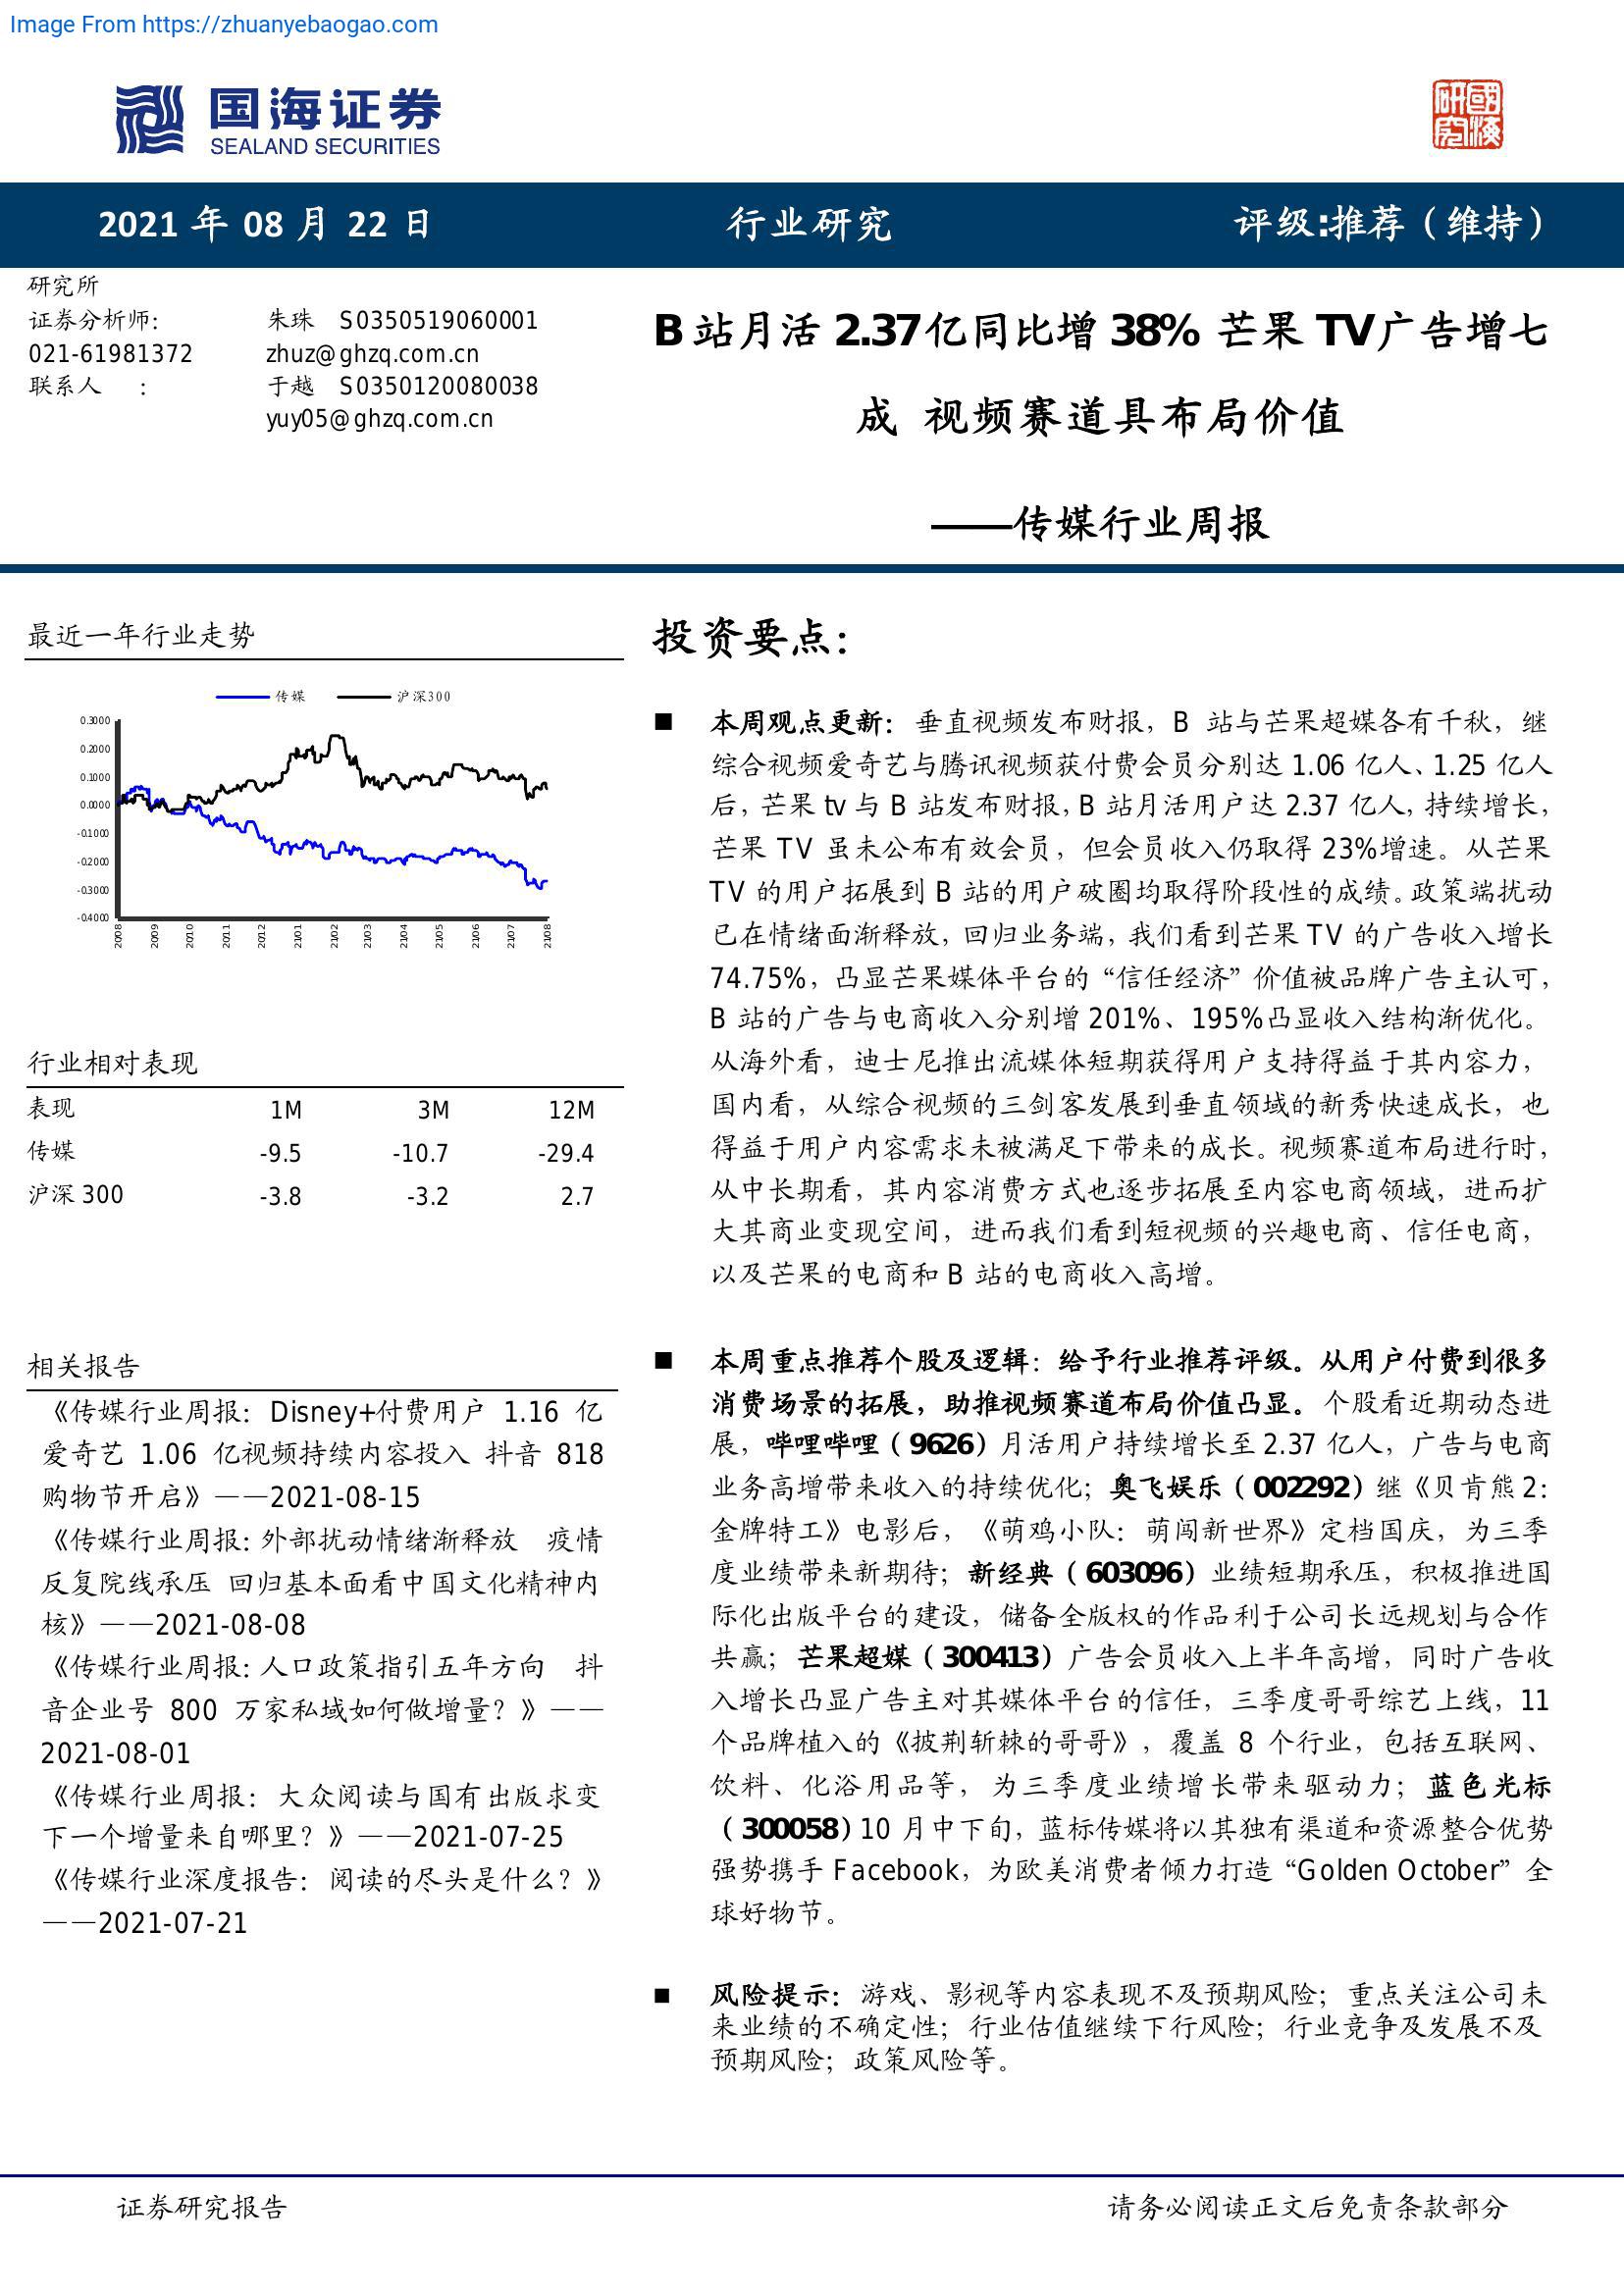 Image From https://zhuanyebaogao.com
国海证券
SEALAND SECURITIES
國海研究
2021 年 08 月 22 日
行业研究
评级:推荐（维持）
研究所
证券分析师： 朱珠 S0350519060001
021-61981372 zhuz@ghzq.com.cn
联系人 ： 于越 S0350120080038
yuy05@ghzq.com.cn
B 站月活 2.37亿同比增 38% 芒果 TV广告增七
成 视频赛道具布局价值
——传媒行业周报
最近一年行业走势
传媒 沪深300
0.3000
0.2000
0.1000
0.0000
-0.1000
-0.2000
-0.3000
-0.4000
2008 2009 2010 2011 2012 2101 2102 2103 2104 2105 2106 2107 2108
行业相对表现
表现 1M 3M 12M
传媒 -9.5 -10.7 -29.4
沪深 300 -3.8 -3.2 2.7
相关报告
《传媒行业周报：Disney+付费用户 1.16 亿
爱奇艺 1.06 亿视频持续内容投入 抖音 818
购物节开启》——2021-08-15
《传媒行业周报：外部扰动情绪渐释放 疫情
反复院线承压 回归基本面看中国文化精神内
核》——2021-08-08
《传媒行业周报：人口政策指引五年方向 抖
音企业号 800 万家私域如何做增量？》——
2021-08-01
《传媒行业周报：大众阅读与国有出版求变
下一个增量来自哪里？》——2021-07-25
《传媒行业深度报告：阅读的尽头是什么？》
——2021-07-21
投资要点：
■ 本周观点更新：垂直视频发布财报，B 站与芒果超媒各有千秋，继
综合视频爱奇艺与腾讯视频获付费会员分别达 1.06 亿人、1.25 亿人
后，芒果 tv 与 B 站发布财报，B 站月活用户达 2.37 亿人，持续增长，
芒果 TV 虽未公布有效会员，但会员收入仍取得 23%增速。从芒果
TV 的用户拓展到 B 站的用户破圈均取得阶段性的成绩。政策端扰动
已在情绪面渐释放，回归业务端，我们看到芒果 TV 的广告收入增长
74.75%，凸显芒果媒体平台的“信任经济”价值被品牌广告主认可，
B 站的广告与电商收入分别增 201%、195%凸显收入结构渐优化。
从海外看，迪士尼推出流媒体短期获得用户支持得益于其内容力，
国内看，从综合视频的三剑客发展到垂直领域的新秀快速成长，也
得益于用户内容需求未被满足下带来的成长。视频赛道布局进行时，
从中长期看，其内容消费方式也逐步拓展至内容电商领域，进而扩
大其商业变现空间，进而我们看到短视频的兴趣电商、信任电商，
以及芒果的电商和 B 站的电商收入高增。
■ 本周重点推荐个股及逻辑：给予行业推荐评级。从用户付费到很多
消费场景的拓展，助推视频赛道布局价值凸显。个股看近期动态进
展，哔哩哔哩（9626）月活用户持续增长至 2.37 亿人，广告与电商
业务高增带来收入的持续优化；奥飞娱乐（002292）继《贝肯熊 2：
金牌特工》电影后，《萌鸡小队：萌闯新世界》定档国庆，为三季
度业绩带来新期待；新经典（603096）业绩短期承压，积极推进国
际化出版平台的建设，储备全版权的作品利于公司长远规划与合作
共赢；芒果超媒（300413）广告会员收入上半年高增，同时广告收
入增长凸显广告主对其媒体平台的信任，三季度哥哥综艺上线，11
个品牌植入的《披荆斩棘的哥哥》，覆盖 8 个行业，包括互联网、
饮料、化浴用品等，为三季度业绩增长带来驱动力；蓝色光标
（300058）10 月中下旬，蓝标传媒将以其独有渠道和资源整合优势
强势携手 Facebook，为欧美消费者倾力打造“Golden October”全
球好物节。
■ 风险提示：游戏、影视等内容表现不及预期风险；重点关注公司未
来业绩的不确定性；行业估值继续下行风险；行业竞争及发展不及
预期风险；政策风险等。
证券研究报告
请务必阅读正文后免责条款部分